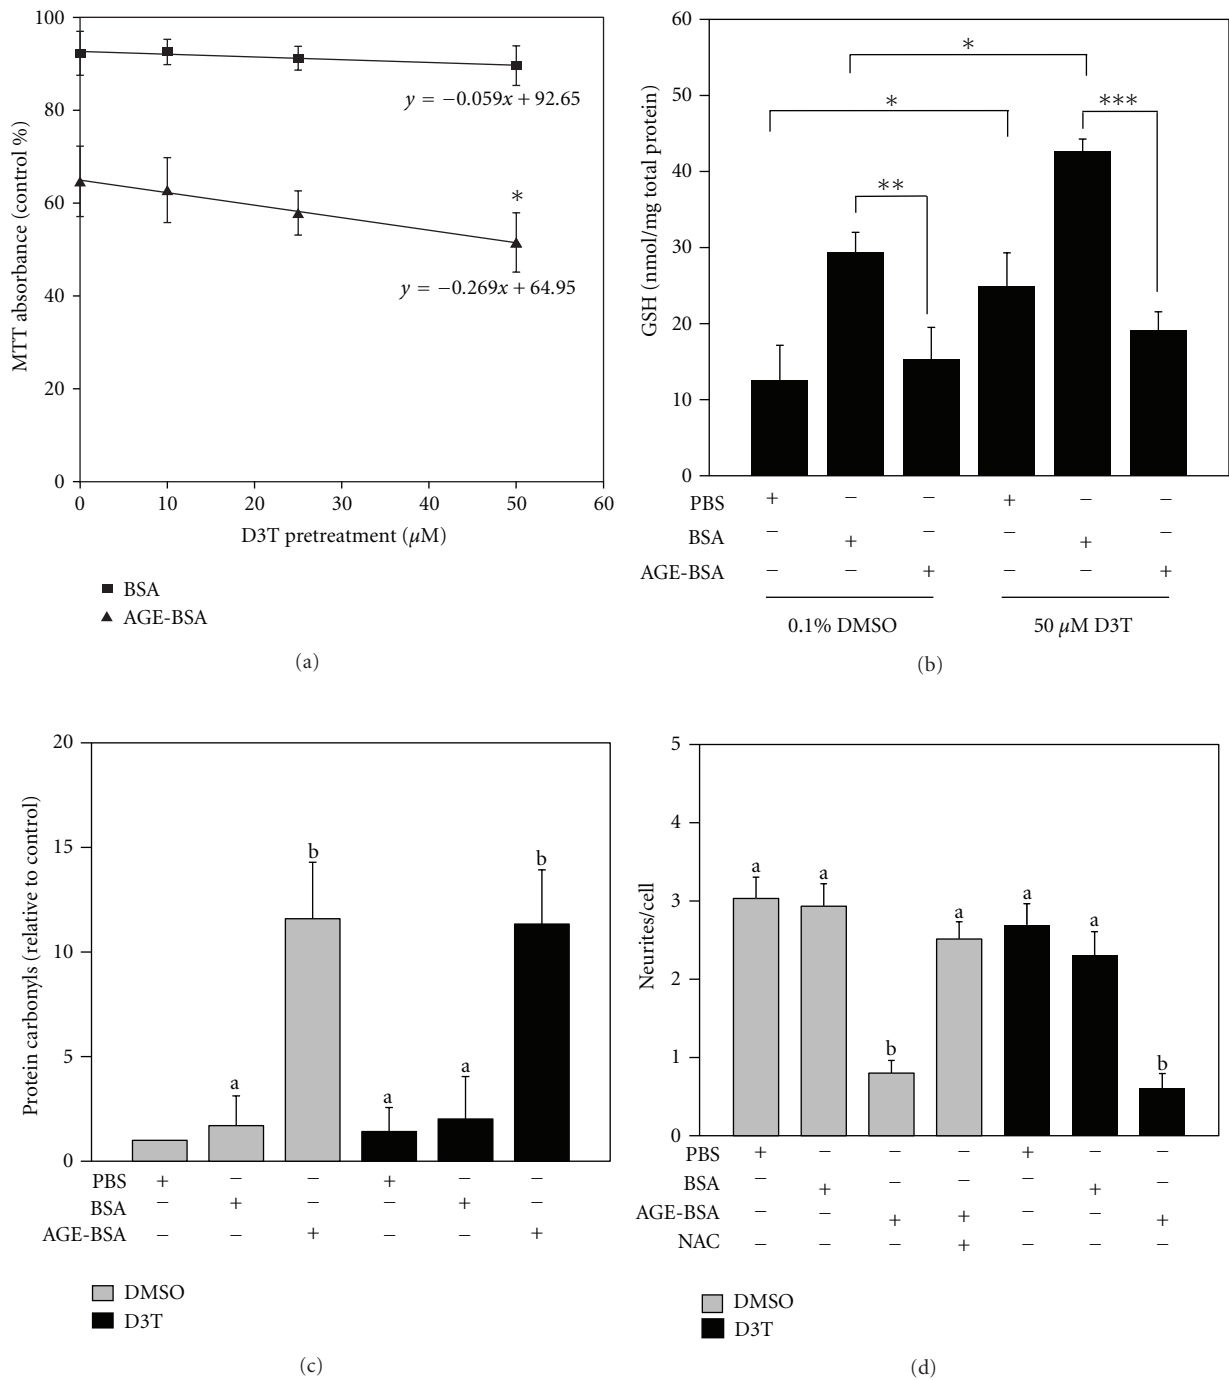 100
80
60
40
20
0
MTT absorbance (control %)
y = −0.059x + 92.65
*
y = −0.269x + 64.95
0 10 20 30 40 50 60
D3T pretreatment (μM)
BSA
AGE-BSA
(a)
60
50
40
30
20
10
0
GSH (nmol/mg total protein)
*
*
***
**
PBS + − − + − −
BSA − + − − + −
AGE-BSA − − + − − +
0.1% DMSO 50 μM D3T
(b)
20
15
10
5
0
Protein carbonyls (relative to control)
a b a a b
PBS + − − + − −
BSA − + − − + −
AGE-BSA − − + − − +
DMSO
D3T
(c)
5
4
3
2
1
0
Neurites/cell
a a b a a a b
PBS + − − − + − −
BSA − + − − − + −
AGE-BSA − − + + − − +
NAC − − − + − − −
DMSO
D3T
(d)